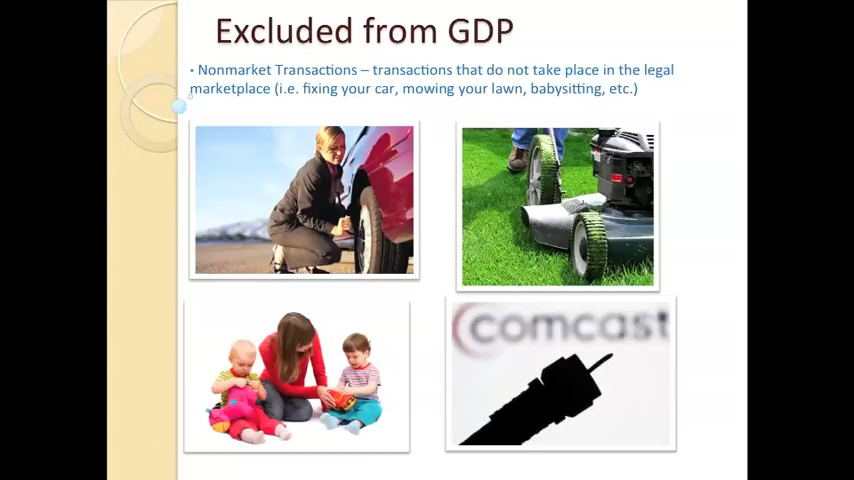 Excluded from GDP
• Nonmarket Transactions – transactions that do not take place in the legal
marketplace (i.e. fixing your car, mowing your lawn, babysitting, etc.)
comcast